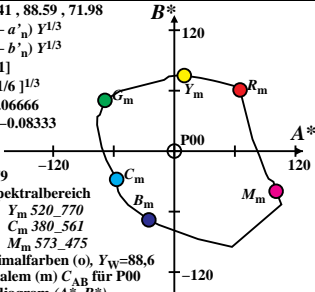 41 , 88.59 , 71.98
– a'n) Y1/3
– b'n) Y1/3
1]
1/6 ]1/3
06666
–0.08333
9
pektralbereich
Ym 520_770
Cm 380_561
Mm 573_475
imalfarben (o), YW=88,6
alem (m) CAB für P00
B*
120
Gm
Ym
Rm
P00
A*
–120
120
Cm
Bm
Mm
–120